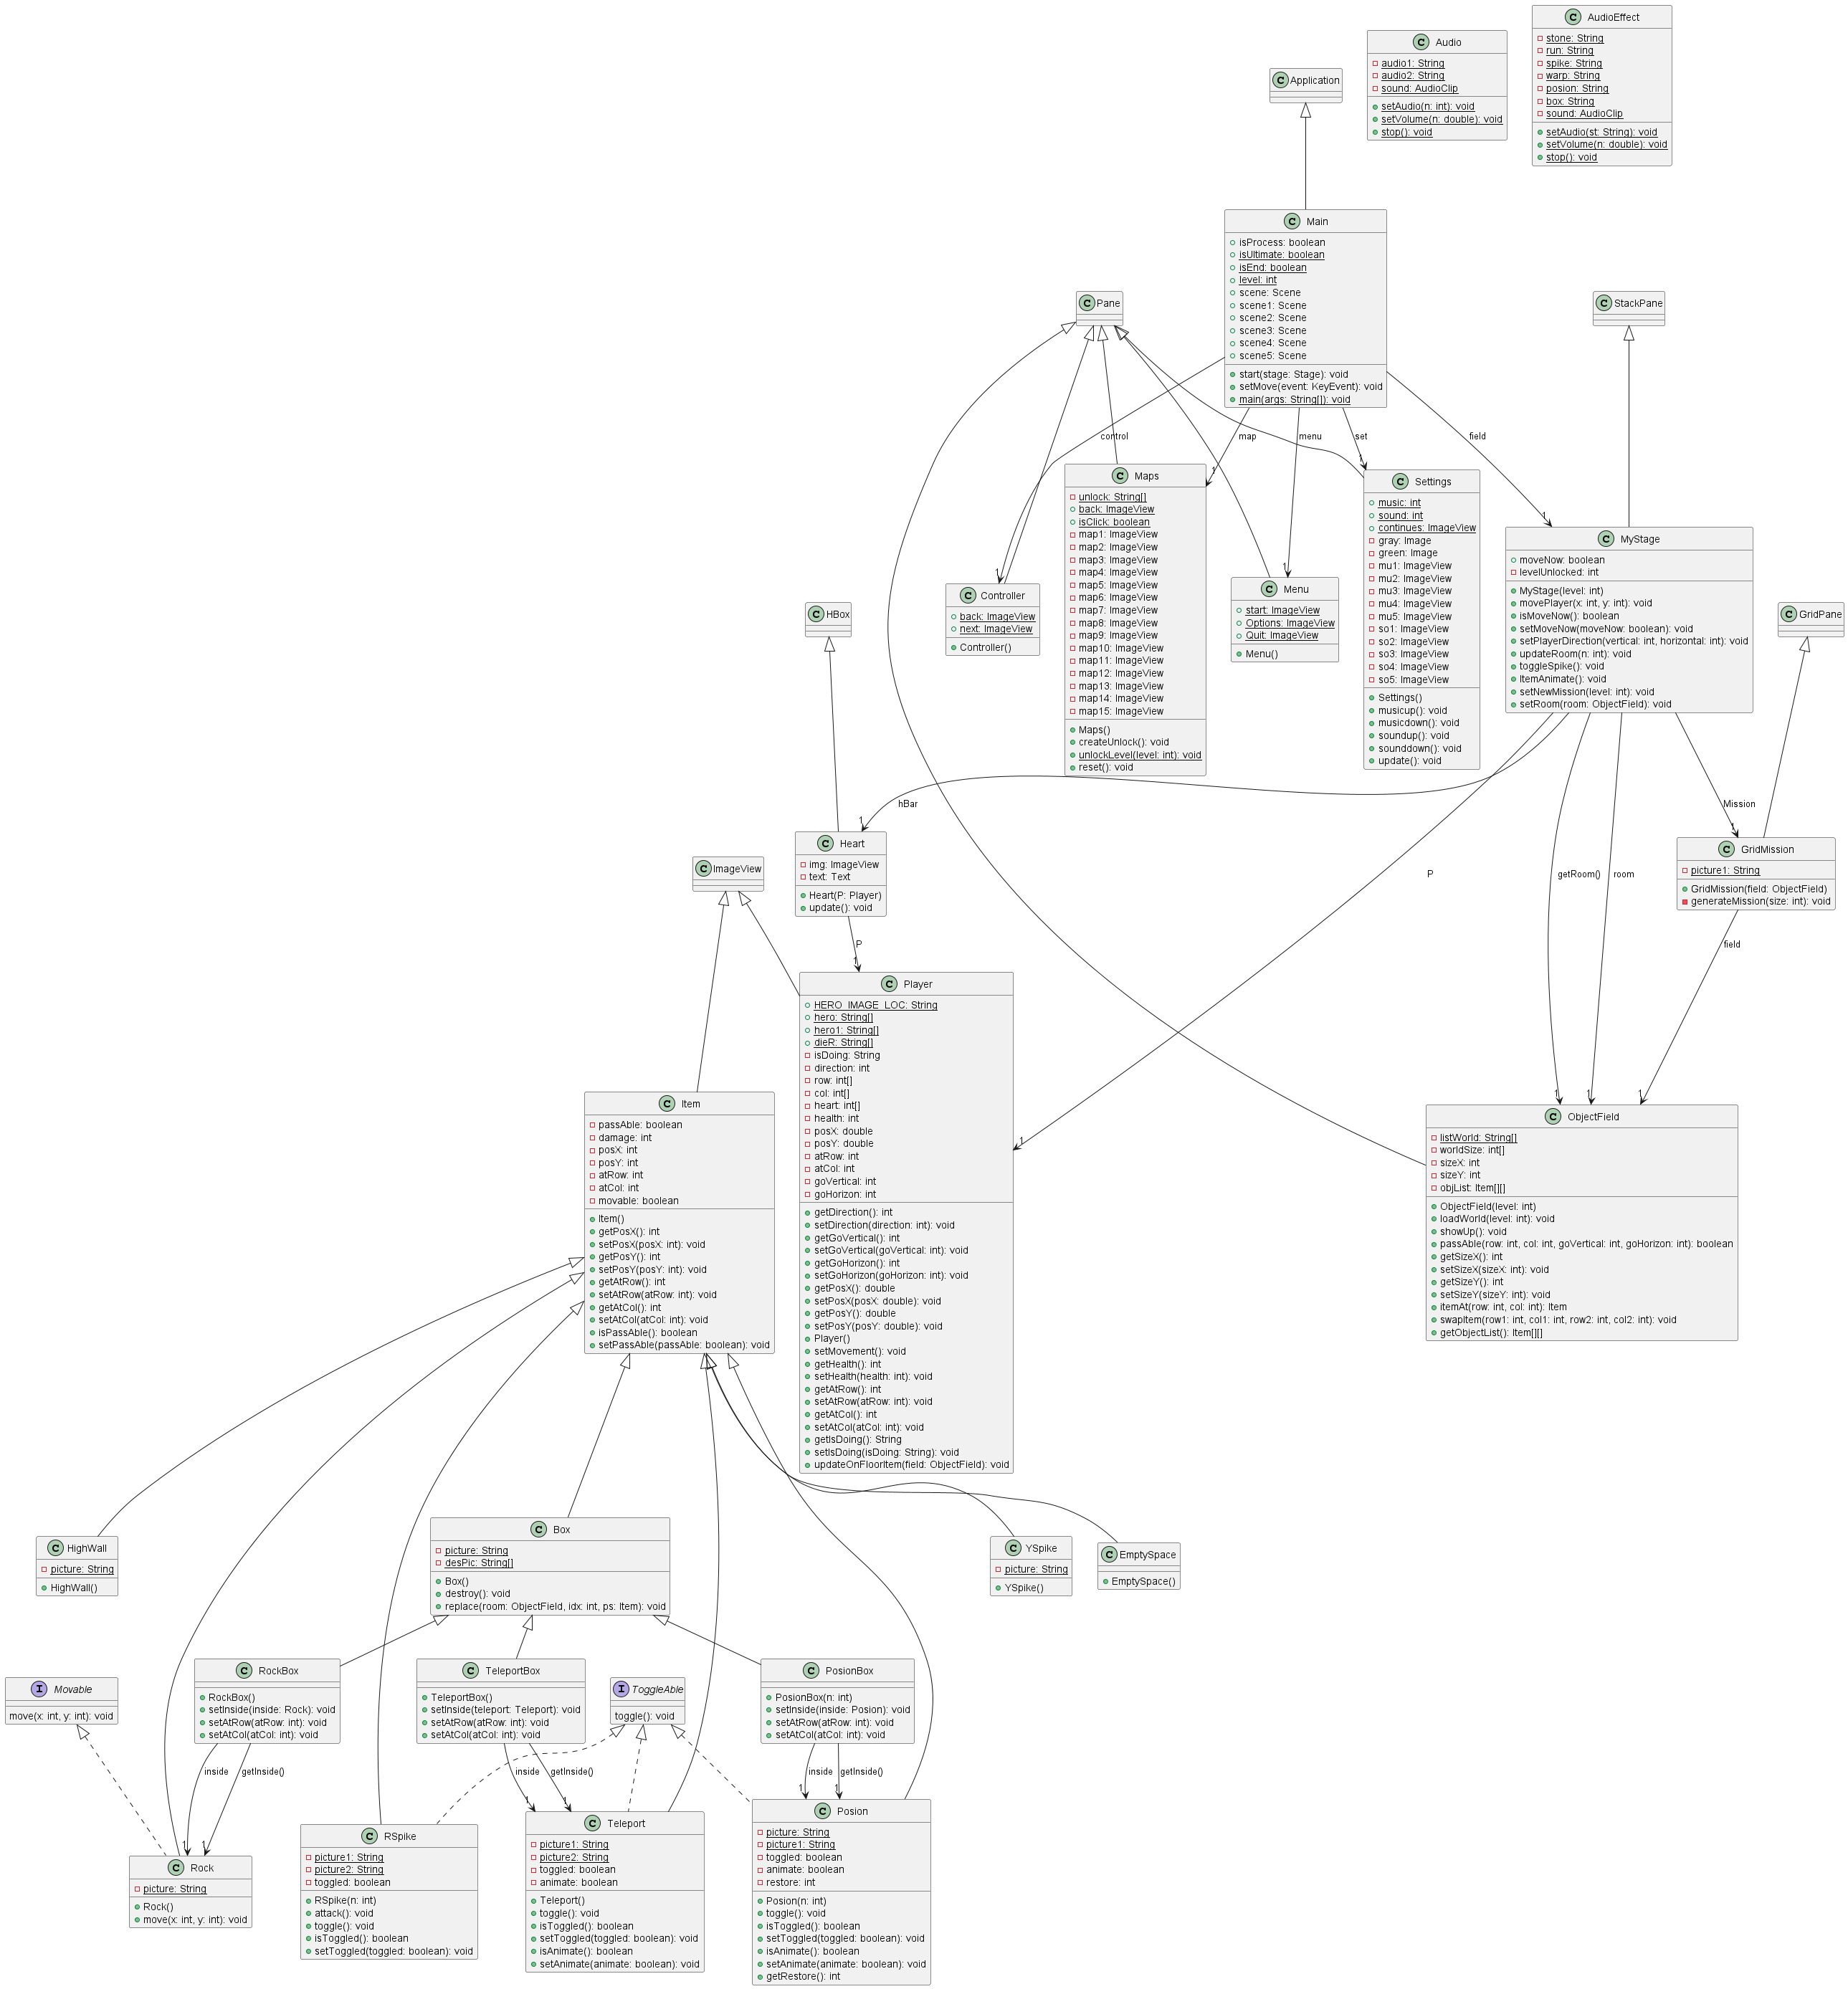 AudioEffect
stone: String
run: String
spike: String
warp: String
posion: String
box: String
sound: AudioClip
setAudio(st: String): void
setVolume(n: double): void
stop(): void
Audio
audio1: String
audio2: String
sound: AudioClip
setAudio(n: int): void
setVolume(n: double): void
stop(): void
Application
Main
isProcess: boolean
isUltimate: boolean
isEnd: boolean
level: int
scene: Scene
scene1: Scene
scene2: Scene
scene3: Scene
scene4: Scene
scene5: Scene
start(stage: Stage): void
setMove(event: KeyEvent): void
main(args: String[]): void
Pane
StackPane
control
map
menu
set
field
1
1
1
1
1
Maps
unlock: String[]
back: ImageView
isClick: boolean
map1: ImageView
map2: ImageView
map3: ImageView
map4: ImageView
map5: ImageView
map6: ImageView
map7: ImageView
map8: ImageView
map9: ImageView
map10: ImageView
map11: ImageView
map12: ImageView
map13: ImageView
map14: ImageView
map15: ImageView
Maps()
createUnlock(): void
unlockLevel(level: int): void
reset(): void
Settings
music: int
sound: int
continues: ImageView
gray: Image
green: Image
mu1: ImageView
mu2: ImageView
mu3: ImageView
mu4: ImageView
mu5: ImageView
so1: ImageView
so2: ImageView
so3: ImageView
so4: ImageView
so5: ImageView
Settings()
musicup(): void
musicdown(): void
soundup(): void
sounddown(): void
update(): void
MyStage
moveNow: boolean
levelUnlocked: int
MyStage(level: int)
movePlayer(x: int, y: int): void
isMoveNow(): boolean
setMoveNow(moveNow: boolean): void
setPlayerDirection(vertical: int, horizontal: int): void
updateRoom(n: int): void
toggleSpike(): void
ItemAnimate(): void
setNewMission(level: int): void
setRoom(room: ObjectField): void
Controller
back: ImageView
next: ImageView
Controller()
Menu
start: ImageView
Options: ImageView
Quit: ImageView
Menu()
HBox
GridPane
hBar
1
Mission
1
P
1
getRoom()
1
room
1
Heart
img: ImageView
text: Text
Heart(P: Player)
update(): void
GridMission
picture1: String
GridMission(field: ObjectField)
generateMission(size: int): void
ImageView
P
1
field
1
Player
HERO_IMAGE_LOC: String
hero: String[]
hero1: String[]
dieR: String[]
isDoing: String
direction: int
row: int[]
col: int[]
heart: int[]
health: int
posX: double
posY: double
atRow: int
atCol: int
goVertical: int
goHorizon: int
getDirection(): int
setDirection(direction: int): void
getGoVertical(): int
setGoVertical(goVertical: int): void
getGoHorizon(): int
setGoHorizon(goHorizon: int): void
getPosX(): double
setPosX(posX: double): void
getPosY(): double
setPosY(posY: double): void
Player()
setMovement(): void
getHealth(): int
setHealth(health: int): void
getAtRow(): int
setAtRow(atRow: int): void
getAtCol(): int
setAtCol(atCol: int): void
getIsDoing(): String
setIsDoing(isDoing: String): void
updateOnFloorItem(field: ObjectField): void
Item
passAble: boolean
damage: int
posX: int
posY: int
atRow: int
atCol: int
movable: boolean
Item()
getPosX(): int
setPosX(posX: int): void
getPosY(): int
setPosY(posY: int): void
getAtRow(): int
setAtRow(atRow: int): void
getAtCol(): int
setAtCol(atCol: int): void
isPassAble(): boolean
setPassAble(passAble: boolean): void
ObjectField
listWorld: String[]
worldSize: int[]
sizeX: int
sizeY: int
objList: Item[][]
ObjectField(level: int)
loadWorld(level: int): void
showUp(): void
passAble(row: int, col: int, goVertical: int, goHorizon: int): boolean
getSizeX(): int
setSizeX(sizeX: int): void
getSizeY(): int
setSizeY(sizeY: int): void
itemAt(row: int, col: int): Item
swapItem(row1: int, col1: int, row2: int, col2: int): void
getObjectList(): Item[][]
HighWall
picture: String
HighWall()
Box
picture: String
desPic: String[]
Box()
destroy(): void
replace(room: ObjectField, idx: int, ps: Item): void
YSpike
picture: String
YSpike()
EmptySpace
EmptySpace()
Movable
move(x: int, y: int): void
RockBox
RockBox()
setInside(inside: Rock): void
setAtRow(atRow: int): void
setAtCol(atCol: int): void
TeleportBox
TeleportBox()
setInside(teleport: Teleport): void
setAtRow(atRow: int): void
setAtCol(atCol: int): void
ToggleAble
toggle(): void
PosionBox
PosionBox(n: int)
setInside(inside: Posion): void
setAtRow(atRow: int): void
setAtCol(atCol: int): void
inside
1
getInside()
1
inside
1
getInside()
1
inside
1
getInside()
1
Rock
picture: String
Rock()
move(x: int, y: int): void
RSpike
picture1: String
picture2: String
toggled: boolean
RSpike(n: int)
attack(): void
toggle(): void
isToggled(): boolean
setToggled(toggled: boolean): void
Teleport
picture1: String
picture2: String
toggled: boolean
animate: boolean
Teleport()
toggle(): void
isToggled(): boolean
setToggled(toggled: boolean): void
isAnimate(): boolean
setAnimate(animate: boolean): void
Posion
picture: String
picture1: String
toggled: boolean
animate: boolean
restore: int
Posion(n: int)
toggle(): void
isToggled(): boolean
setToggled(toggled: boolean): void
isAnimate(): boolean
setAnimate(animate: boolean): void
getRestore(): int